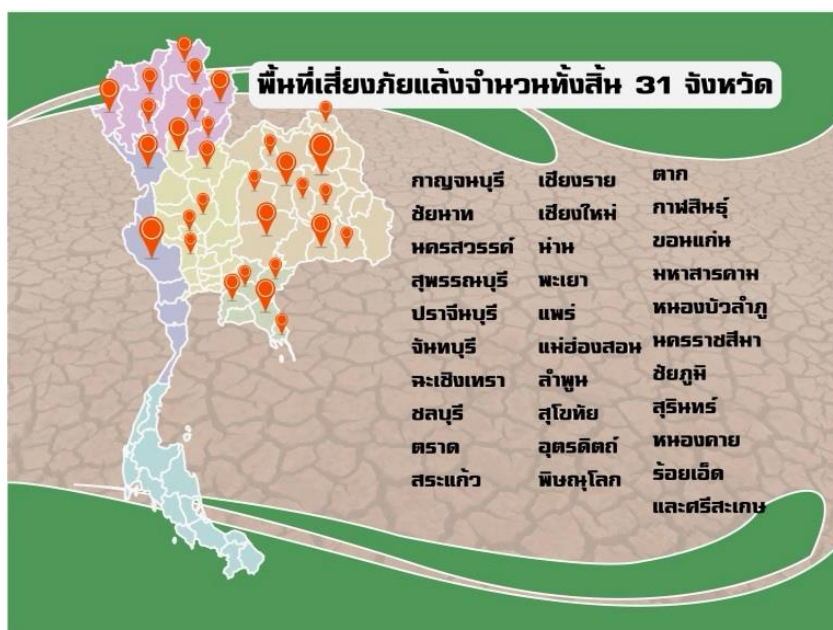 พื้นที่เสี่ยงภัยแล้งจำนวนทั้งสิ้น 31 จังหวัด
กาญจนบุรี
ชัยนาท
นครสวรรค์
สุพรรณบุรี
ปราจีนบุรี
จันทบุรี
ฉะเชิงเทรา
ชลบุรี
ตราด
สระแก้ว
เชียงราย
เชียงใหม่
น่าน
พะเยา
แพร่
แม่ฮ่องสอน
ลำพูน
สุโขทัย
อุตรดิตถ์
พิษณุโลก
ตาก
กาฬสินธุ์
ขอนแก่น
มหาสารคาม
หนองบัวลำภู
นครราชสีมา
ชัยภูมิ
สุรินทร์
หนองคาย
ร้อยเอ็ด
และศรีสะเกษ